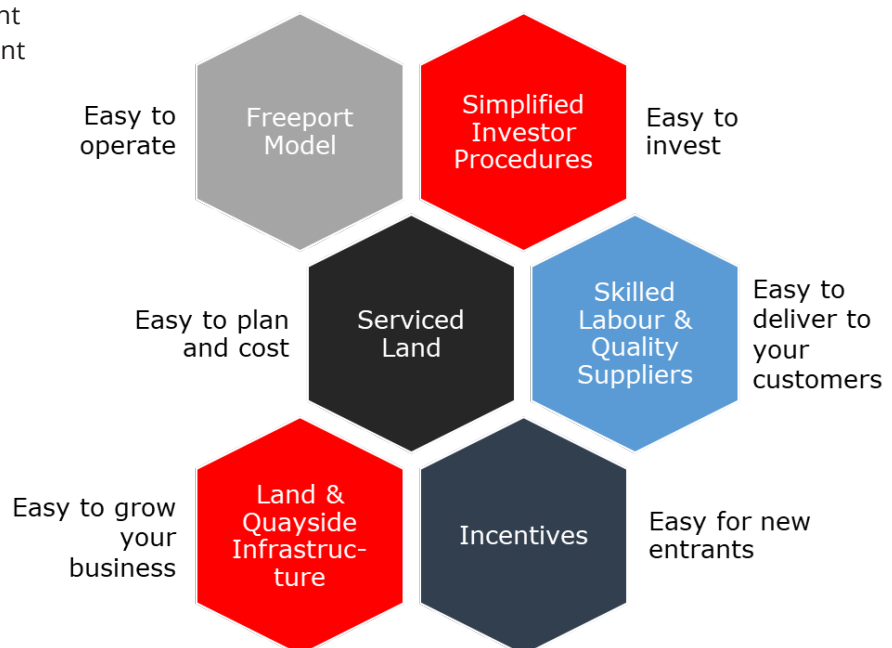 Easy to
operate
Freeport
Model
Simplified
Investor
Procedures
Easy to
invest
Easy to plan
and cost
Serviced
Land
Skilled
Labour &
Quality
Suppliers
Easy to
deliver to
your
customers
Easy to grow
your
business
Land &
Quayside
Infrastruc-
ture
Incentives
Easy for new
entrants